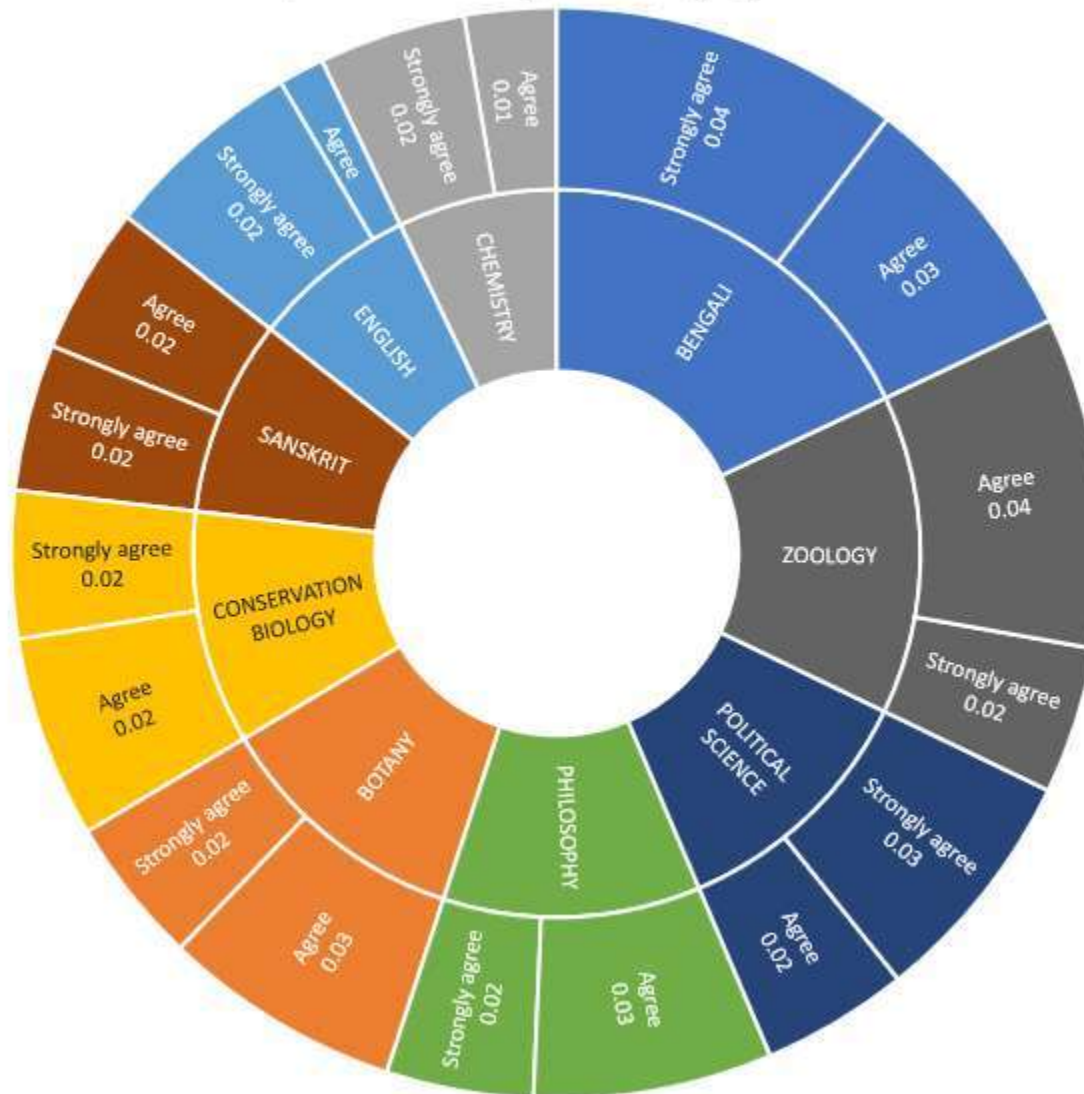 Strongly agree
0.04
Agree
0.03
BENGALI
Agree
0.04
Strongly agree
0.02
ZOOLOGY
Strongly agree
0.03
Agree
0.02
POLITICAL
SCIENCE
Agree
0.03
Strongly agree
0.02
PHILOSOPHY
Agree
0.03
Strongly agree
0.02
BOTANY
Agree
0.02
Strongly agree
0.02
CONSERVATION
BIOLOGY
Strongly agree
0.02
Agree
0.02
SANSKRIT
Strongly agree
0.02
Agree
ENGLISH
Strongly agree
0.02
Agree
0.01
CHEMISTRY